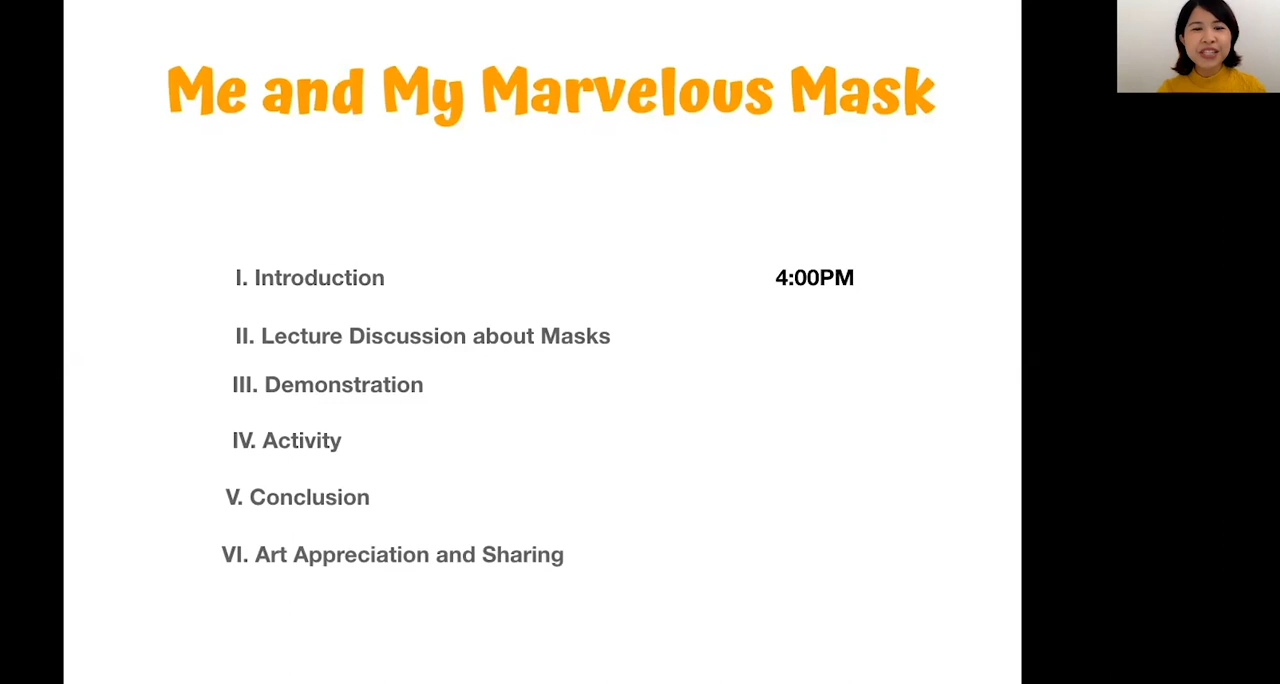 Me and My Marvelous Mask
I. Introduction 4:00PM
II. Lecture Discussion about Masks
III. Demonstration
IV. Activity
V. Conclusion
VI. Art Appreciation and Sharing